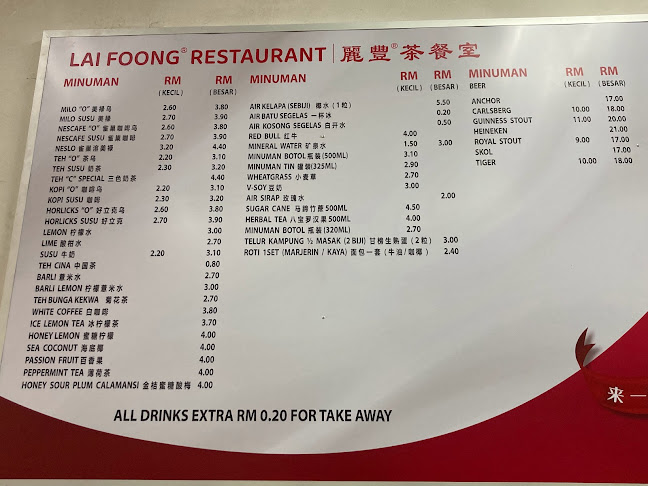 LAI FOONG® RESTAURANT | 麗豐® 茶餐室
MINUMAN RM (KECIL) RM (BESAR)
MILO "O" 美禄乌 2.60 3.80
MILO SUSU 美禄 2.70 3.90
NESCAFE "O" 雀巢咖啡乌 2.60 3.80
NESCAFE SUSU 雀巢咖啡 2.70 3.90
NESLO 雀巢溶美禄 3.20 4.40
TEH "O" 茶乌 2.20 3.10
TEH SUSU 奶茶 2.30 3.20
TEH "C" SPECIAL 三色奶茶 4.40
KOPI "O" 咖啡乌 2.20 3.10
KOPI SUSU 咖啡 2.30 3.20
HORLICKS "O" 好立克乌 2.60 3.80
HORLICKS SUSU 好立克 2.70 3.90
LEMON 柠檬水 3.00
LIME 酸柑水 2.70
SUSU 牛奶 2.20 3.10
TEH CINA 中国茶 0.80
BARLI 薏米水 2.70
BARLI LEMON 柠檬薏米水 3.00
TEH BUNGA KEKWA 菊花茶 2.70
WHITE COFFEE 白咖啡 3.80
ICE LEMON TEA 冰柠檬茶 3.70
HONEY LEMON 蜜糖柠檬 4.00
SEA COCONUT 海底椰 4.00
PASSION FRUIT 百香果 4.00
PEPPERMINT TEA 薄荷茶 4.00
HONEY SOUR PLUM CALAMANSI 金桔蜜糖酸梅 4.00
MINUMAN RM (KECIL) RM (BESAR)
AIR KELAPA (SEBIJI) 椰水 (1粒) 5.50
AIR BATU SEGELAS 一杯冰 0.20
AIR KOSONG SEGELAS 白开水 0.50
RED BULL 红牛 4.00
MINERAL WATER 矿泉水 1.50 3.00
MINUMAN BOTOL 瓶装(500ML) 3.10
MINUMAN TIN 罐装(325ML) 2.90
WHEATGRASS 小麦草 2.70
V-SOY 豆奶 3.00
AIR SIRAP 玫瑰水 2.00
SUGAR CANE 马蹄竹蔗 500ML 4.50
HERBAL TEA 八宝罗汉果 500ML 4.00
MINUMAN BOTOL 瓶装(320ML) 2.70
TELUR KAMPUNG ½ MASAK (2 BIJI) 甘榜生熟蛋 (2粒) 3.00
ROTI 1SET (MARJERIN / KAYA) 面包一套 (牛油/咖椰) 2.40
MINUMAN RM (KECIL) RM (BESAR)
BEER
ANCHOR 17.00
CARLSBERG 10.00 18.00
GUINNESS STOUT 11.00 20.00
HEINEKEN 21.00
ROYAL STOUT 9.00 17.00
SKOL 17.00
TIGER 10.00 18.00
ALL DRINKS EXTRA RM 0.20 FOR TAKE AWAY
来一